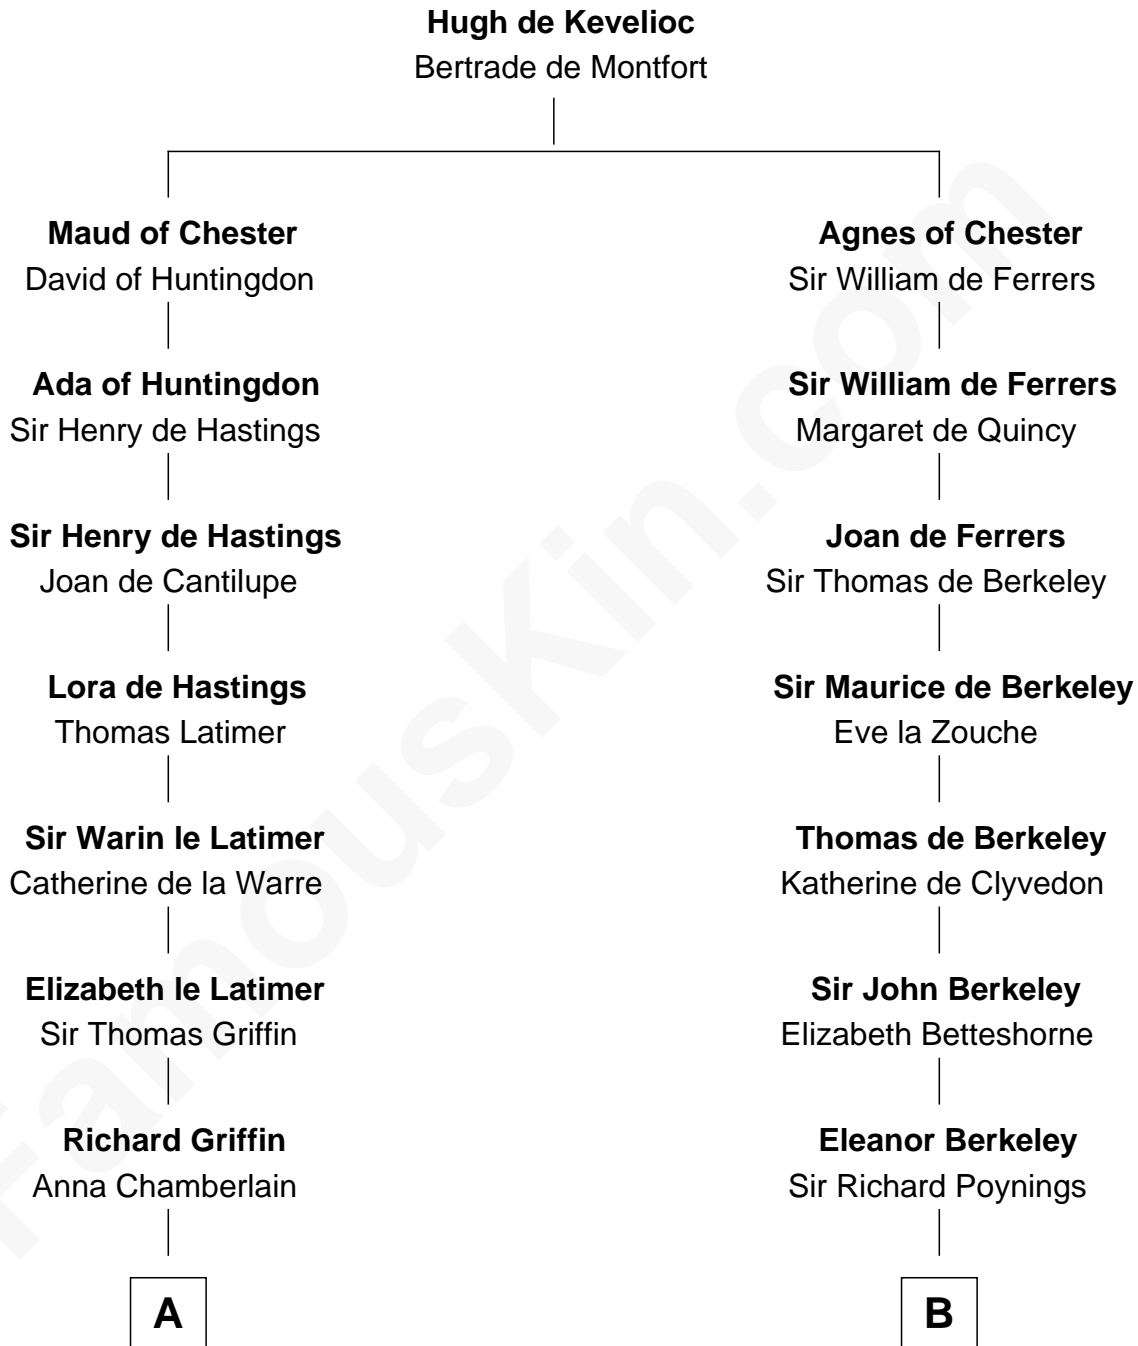 Hugh de Kevelioc
Bertrade de Montfort
Maud of Chester
David of Huntingdon
Agnes of Chester
Sir William de Ferrers
Ada of Huntingdon
Sir Henry de Hastings
Sir William de Ferrers
Margaret de Quincy
Sir Henry de Hastings
Joan de Cantilupe
Joan de Ferrers
Sir Thomas de Berkeley
Lora de Hastings
Thomas Latimer
Sir Maurice de Berkeley
Eve la Zouche
Sir Warin le Latimer
Catherine de la Warre
Thomas de Berkeley
Katherine de Clyvedon
Elizabeth le Latimer
Sir Thomas Griffin
Sir John Berkeley
Elizabeth Betteshorne
Richard Griffin
Anna Chamberlain
Eleanor Berkeley
Sir Richard Poynings
A
B
FamousKin.com